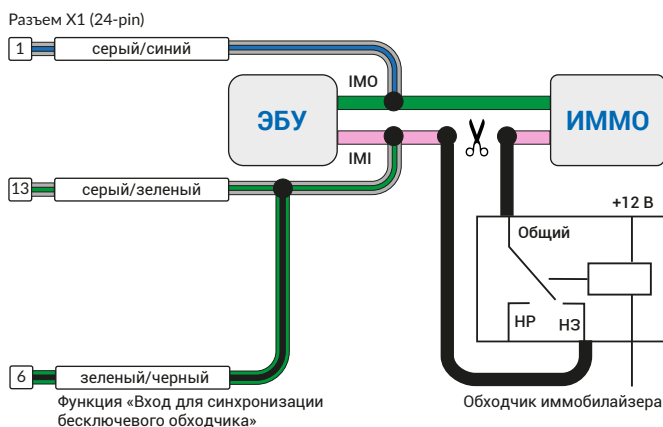 Разъем X1 (24-pin)
1
серый/синий
IMO
ЭБУ
ИММО
IMI
13
серый/зеленый
+12 В
Общий
НР
НЗ
6
зеленый/черный
Функция «Вход для синхронизации
бесключевого обходчика»
Обходчик иммобилайзера